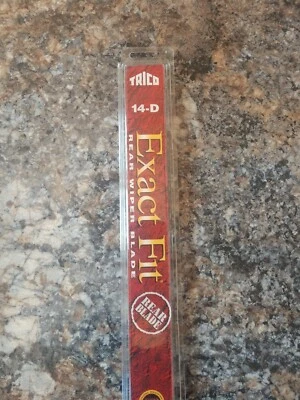 TRICO
14-D
Exact Fit
REAR WIPER BLADE
REAR
BLADE